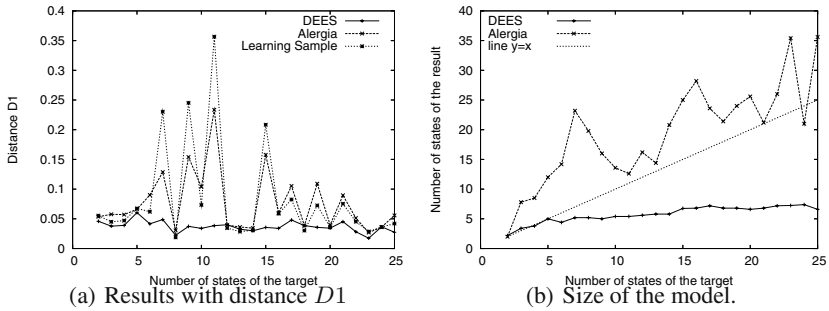 0.4
0.35
0.3
0.25
0.2
0.15
0.1
0.05
0
Distance D1
DEES
Alergia
Learning Sample
0 5 10 15 20 25
Number of states of the target
(a) Results with distance D1
40
35
30
25
20
15
10
5
0
Number of states of the result
DEES
Alergia
line y=x
0 5 10 15 20 25
Number of states of the target
(b) Size of the model.